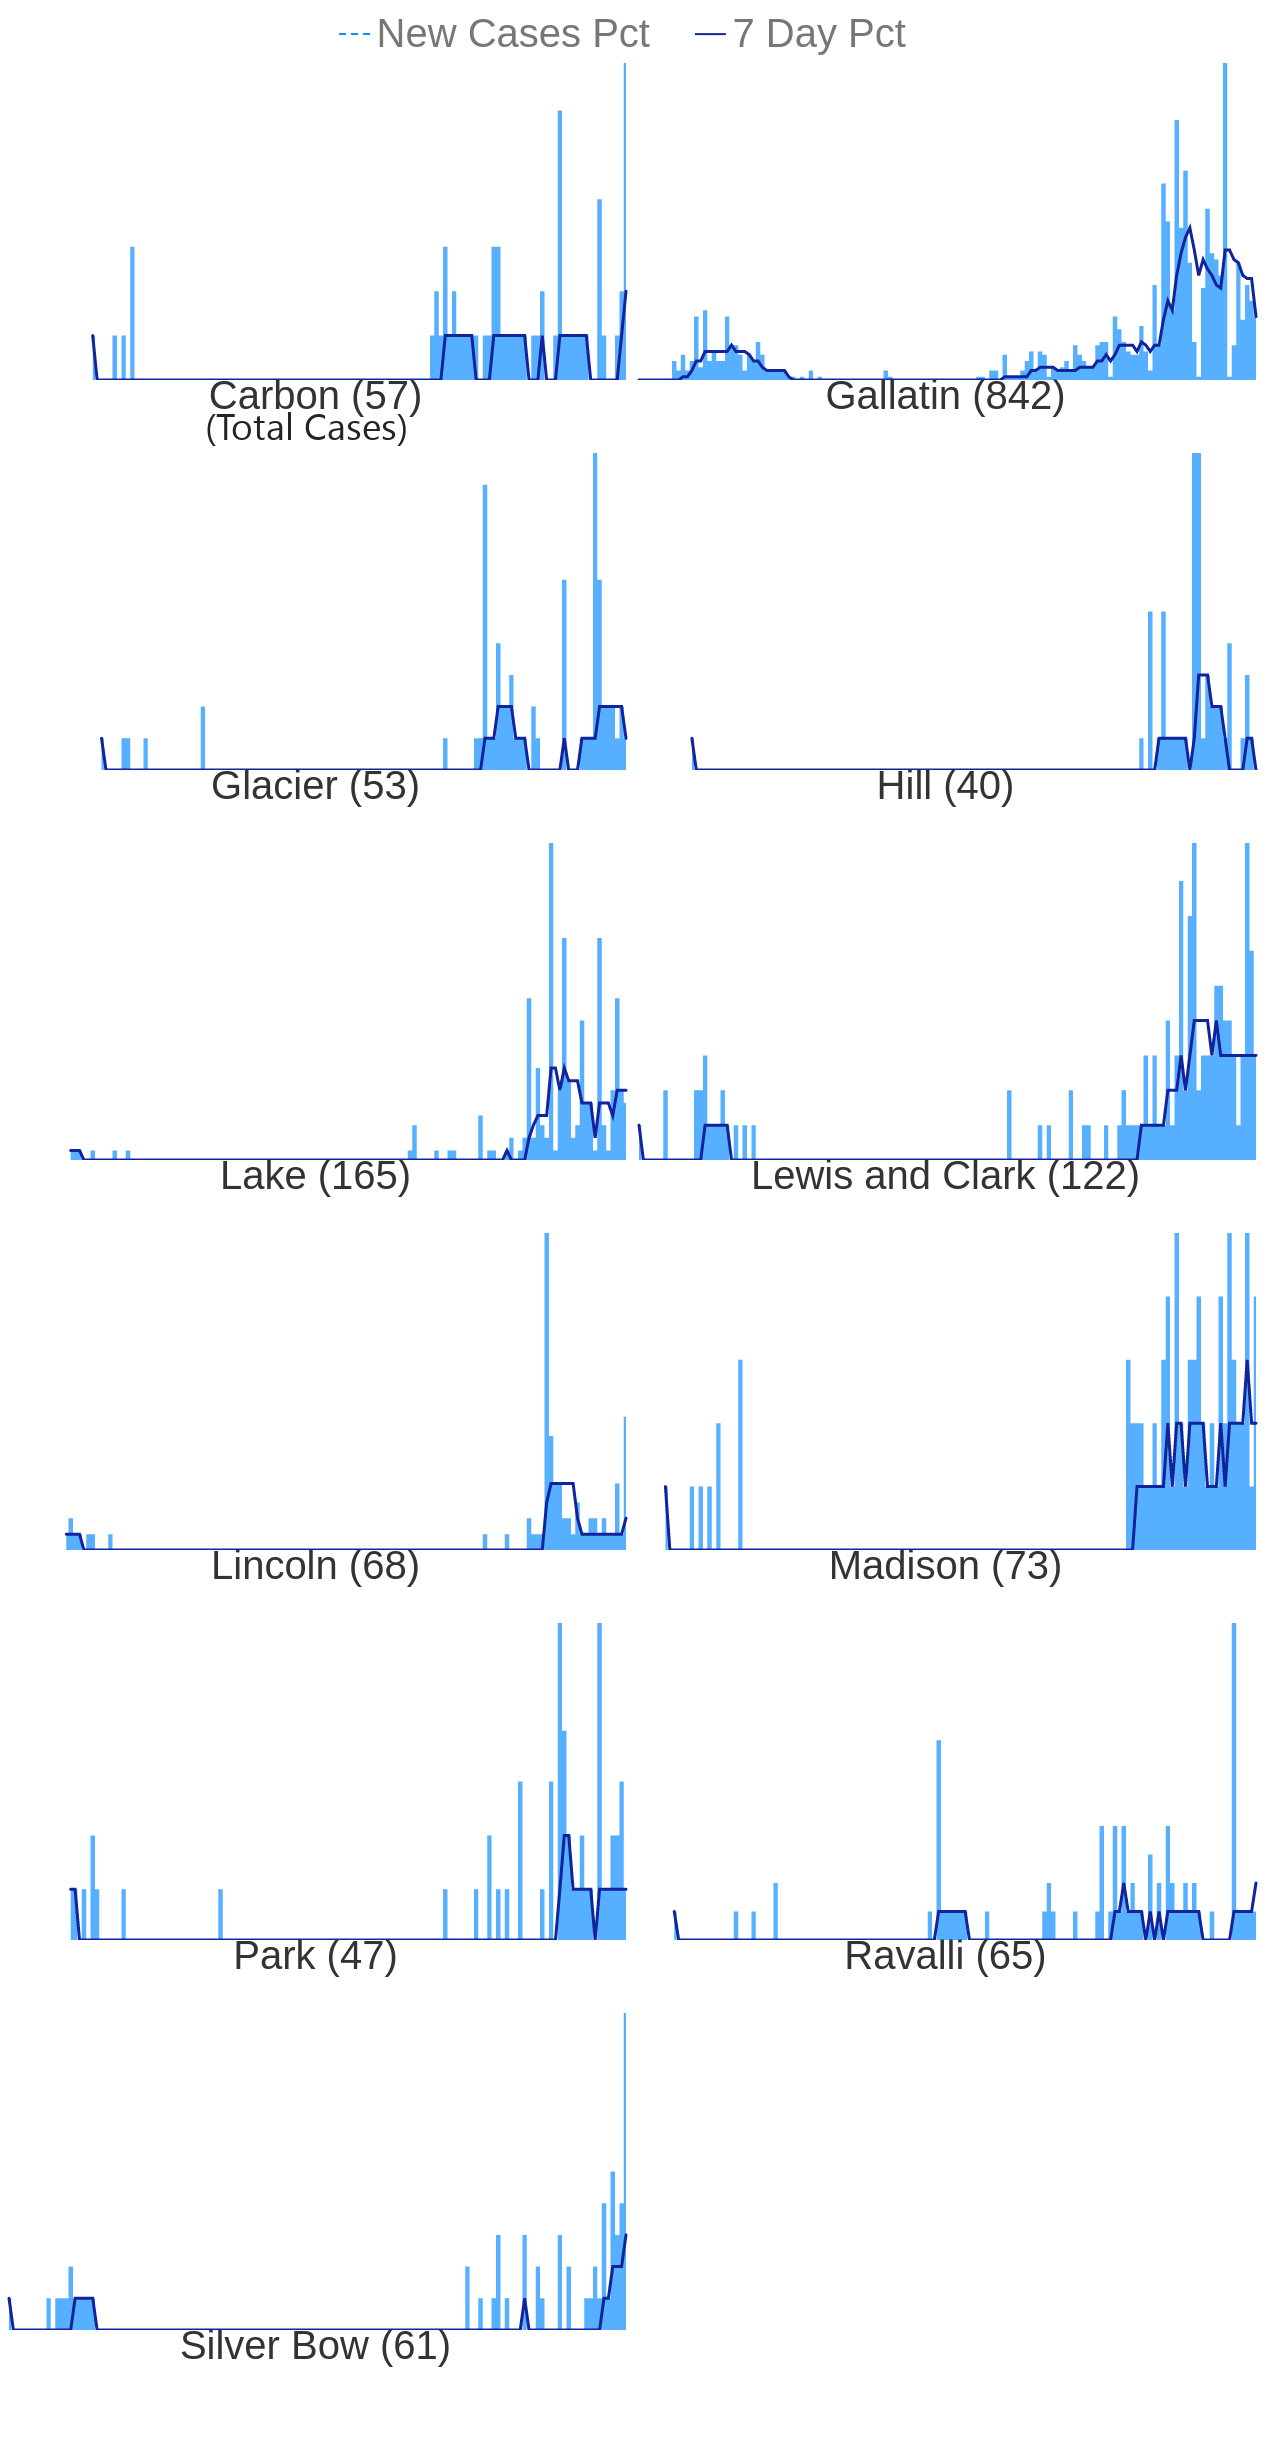 New Cases Pct 7 Day Pct
Carbon (57) Gallatin (842)
(Total Cases)
Glacier (53) Hill (40)
Lake (165) Lewis and Clark (122)
Lincoln (68) Madison (73)
Park (47) Ravalli (65)
Silver Bow (61)